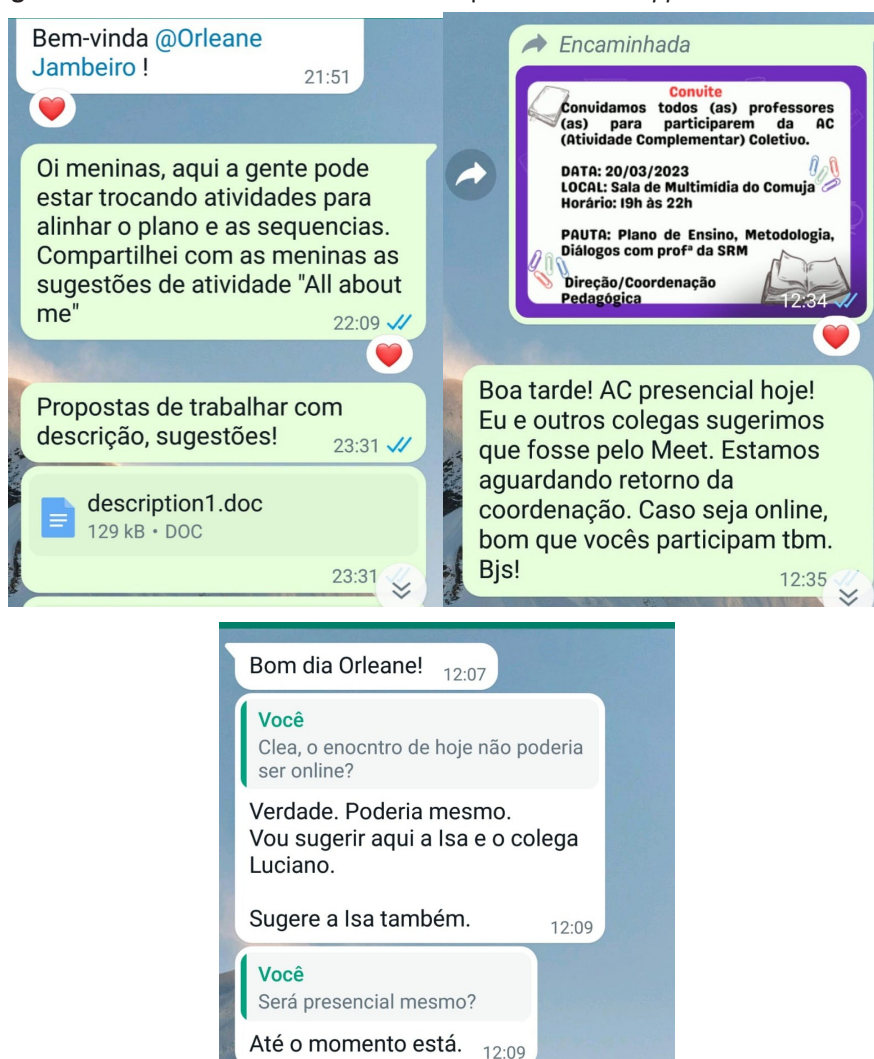 Bem-vinda @Orleane
Jambeiro !
21:51
Oi meninas, aqui a gente pode
estar trocando atividades para
alinhar o plano e as sequencias.
Compartilhei com as meninas as
sugestões de atividade "All about
me"
22:09
Propostas de trabalhar com
descrição, sugestões!
23:31
description1.doc
129 kB • DOC
23:31
Encaminhada
Convite
Convidamos todos (as) professores
(as) para participarem da AC
(Atividade Complementar) Coletivo.
DATA: 20/03/2023
LOCAL: Sala de Multimídia do Comuja
Horário: 19h às 22h
PAUTA: Plano de Ensino, Metodologia,
Diálogos com profª da SRM
Direção/Coordenação
Pedagógica
12:34
Boa tarde! AC presencial hoje!
Eu e outros colegas sugerimos
que fosse pelo Meet. Estamos
aguardando retorno da
coordenação. Caso seja online,
bom que vocês participam tbm.
Bjs!
12:35
Bom dia Orleane!
12:07
Você
Clea, o enocntro de hoje não poderia
ser online?
Verdade. Poderia mesmo.
Vou sugerir aqui a Isa e o colega
Luciano.
Sugere a Isa também.
12:09
Você
Será presencial mesmo?
Até o momento está.
12:09